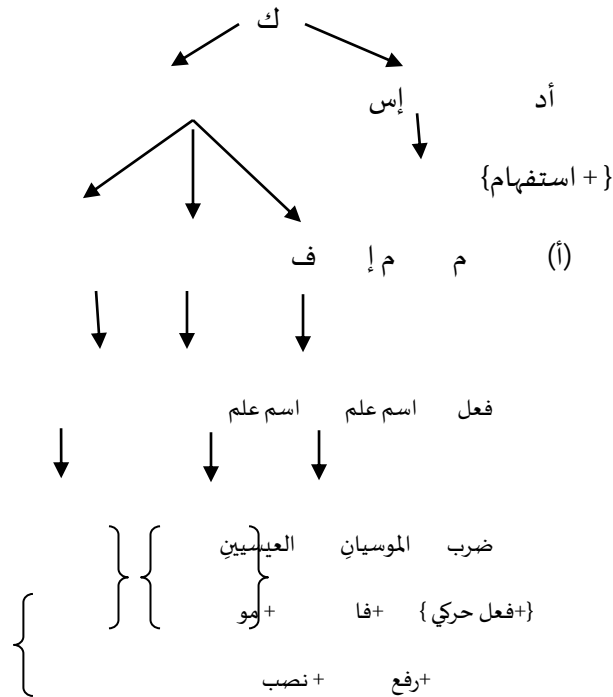 ك
أد إس
{+ استفهام}
(أ) م م إ ف
فعل اسم علم اسم علم
ضرب الموسيانِ العيسيينِ
{+فعل حركي} +فا +مو
+رفع +نصب